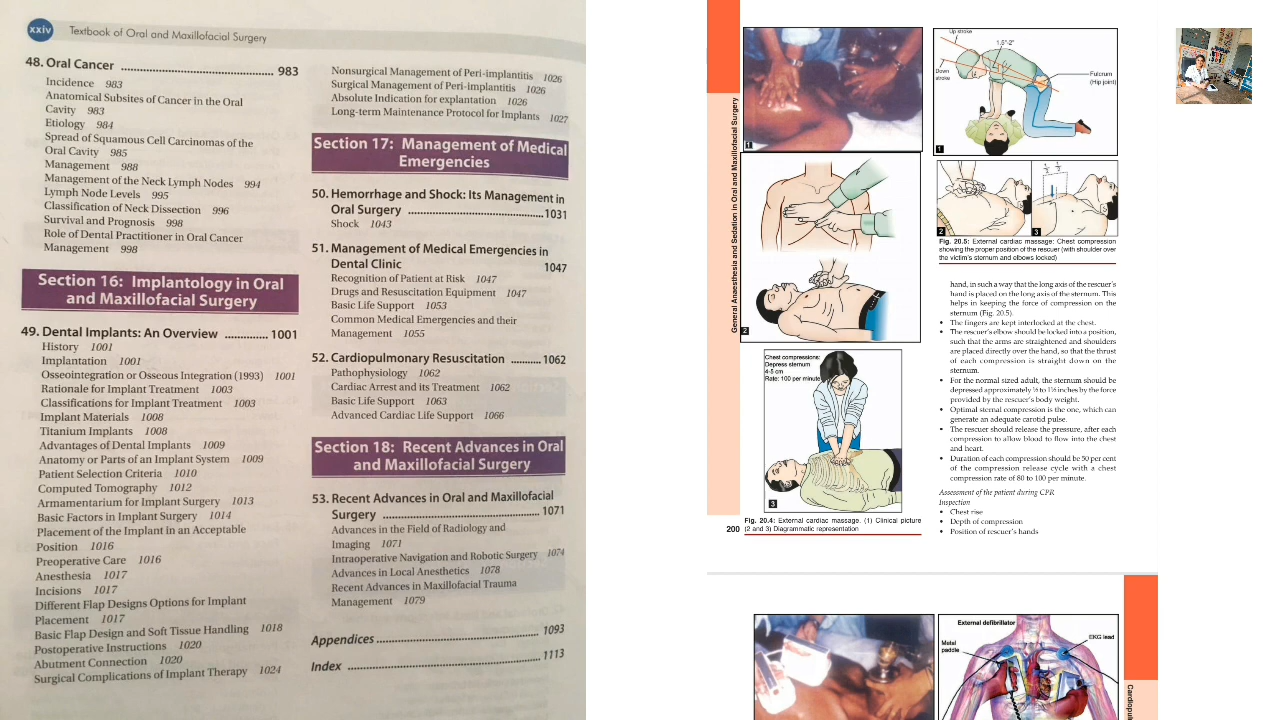 xxiv Textbook of Oral and Maxillofacial Surgery
48. Oral Cancer ........................................ 983
Incidence 983
Anatomical Subsites of Cancer in the Oral
Cavity 983
Etiology 984
Spread of Squamous Cell Carcinomas of the
Oral Cavity 985
Management 988
Management of the Neck Lymph Nodes 994
Lymph Node Levels 995
Classification of Neck Dissection 996
Survival and Prognosis 998
Role of Dental Practitioner in Oral Cancer
Management 998
Section 16: Implantology in Oral
and Maxillofacial Surgery
49. Dental Implants: An Overview ............. 1001
History 1001
Implantation 1001
Osseointegration or Osseous Integration (1993) 1001
Rationale for Implant Treatment 1003
Classifications for Implant Treatment 1003
Implant Materials 1008
Titanium Implants 1008
Advantages of Dental Implants 1009
Anatomy or Parts of an Implant System 1009
Patient Selection Criteria 1010
Computed Tomography 1012
Armamentarium for Implant Surgery 1013
Basic Factors in Implant Surgery 1014
Placement of the Implant in an Acceptable
Position 1016
Preoperative Care 1016
Anesthesia 1017
Incisions 1017
Different Flap Designs Options for Implant
Placement 1017
Basic Flap Design and Soft Tissue Handling 1018
Postoperative Instructions 1020
Abutment Connection 1020
Surgical Complications of Implant Therapy 1024
Nonsurgical Management of Peri-implantitis 1026
Surgical Management of Peri-implantitis 1026
Absolute Indication for explantation 1026
Long-term Maintenance Protocol for Implants 1027
Section 17: Management of Medical
Emergencies
50. Hemorrhage and Shock: Its Management in
Oral Surgery ....................................1031
Shock 1043
51. Management of Medical Emergencies in
Dental Clinic 1047
Recognition of Patient at Risk 1047
Drugs and Resuscitation Equipment 1047
Basic Life Support 1053
Common Medical Emergencies and their
Management 1055
52. Cardiopulmonary Resuscitation .......... 1062
Pathophysiology 1062
Cardiac Arrest and its Treatment 1062
Basic Life Support 1063
Advanced Cardiac Life Support 1066
Section 18: Recent Advances in Oral
and Maxillofacial Surgery
53. Recent Advances in Oral and Maxillofacial
Surgery ........................................ 1071
Advances in the Field of Radiology and
Imaging 1071
Intraoperative Navigation and Robotic Surgery 1074
Advances in Local Anesthetics 1078
Recent Advances in Maxillofacial Trauma
Management 1079
Appendices ........................................ 1093
Index ................................................ 1113
General Anaesthesia and Sedation in Oral and Maxillofacial Surgery
1
2
Chest compressions:
Depress sternum
4-5 cm
Rate: 100 per minute
3
200
Fig. 20.4: External cardiac massage. (1) Clinical picture
(2 and 3) Diagrammatic representation
Up stroke
1.5"-2"
Down
stroke
Fulcrum
(Hip joint)
1
2
3
Fig. 20.5: External cardiac massage: Chest compression
showing the proper position of the rescuer (with shoulder over
the victim's sternum and elbows locked)
hand, in such a way that the long axis of the rescuer's
hand is placed on the long axis of the sternum. This
helps in keeping the force of compression on the
sternum (Fig. 20.5).
• The fingers are kept interlocked at the chest.
• The rescuer's elbow should be locked into a position,
such that the arms are straightened and shoulders
are placed directly over the hand, so that the thrust
of each compression is straight down on the
sternum.
• For the normal sized adult, the sternum should be
depressed approximately to inches by the force
provided by the rescuer's body weight.
• Optimal sternal compression is the one, which can
generate an adequate carotid pulse.
• The rescuer should release the pressure, after each
compression to allow blood to flow into the chest
and heart.
• Duration of each compression should be 50 per cent
of the compression release cycle with a chest
compression rate of 80 to 100 per minute.
Assessment of the patient during CPR
Inspection
• Chest rise
• Depth of compression
• Position of rescuer's hands
External defibrillator
Metal
paddle
EKG lead
Cardiopul